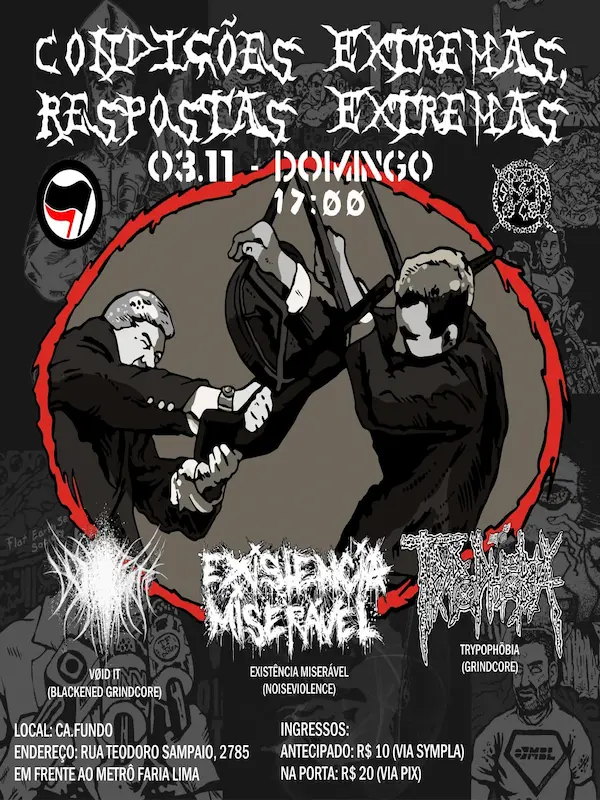 CONDIÇÕES EXTREMAS,
RESPOSTAS EXTREMAS
03.11 - DOMINGO
17:00
EXISTENCIA
MISERÁVEL
VØID IT
(BLACKENED GRINDCORE)
EXISTÊNCIA MISERÁVEL
(NOISEVIOLENCE)
TRYPOPHÖBIA
(GRINDCORE)
LOCAL: CA.FUNDO
ENDEREÇO: RUA TEODORO SAMPAIO, 2785
EM FRENTE AO METRÔ FARIA LIMA
INGRESSOS:
ANTECIPADO: R$ 10 (VIA SYMPLA)
NA PORTA: R$ 20 (VIA PIX)